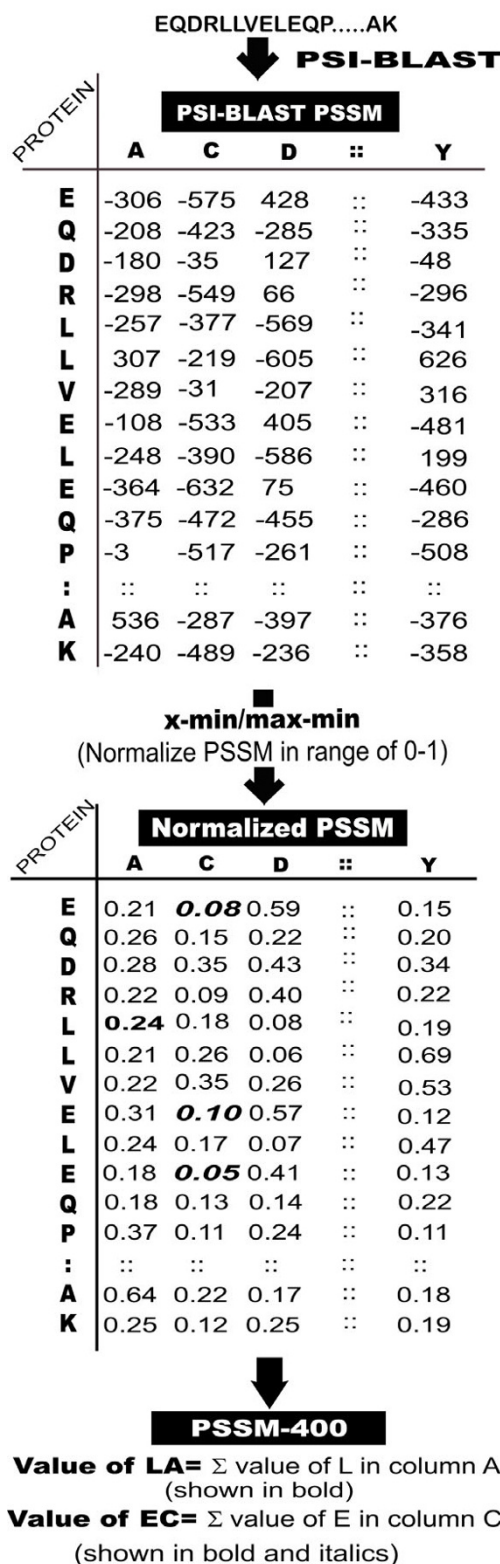 EQDRLLVELEQP.....AK
PSI-BLAST
PROTEIN
PSI-BLAST PSSM
A C D :: Y
E -306 -575 428 :: -433
Q -208 -423 -285 :: -335
D -180 -35 127 :: -48
R -298 -549 66 :: -296
L -257 -377 -569 :: -341
L 307 -219 -605 :: 626
V -289 -31 -207 :: 316
E -108 -533 405 :: -481
L -248 -390 -586 :: 199
E -364 -632 75 :: -460
Q -375 -472 -455 :: -286
P -3 -517 -261 :: -508
: :: :: :: :: ::
A 536 -287 -397 :: -376
K -240 -489 -236 :: -358
x-min/max-min
(Normalize PSSM in range of 0-1)
PROTEIN
Normalized PSSM
A C D :: Y
E 0.21 0.08 0.59 :: 0.15
Q 0.26 0.15 0.22 :: 0.20
D 0.28 0.35 0.43 :: 0.34
R 0.22 0.09 0.40 :: 0.22
L 0.24 0.18 0.08 :: 0.19
L 0.21 0.26 0.06 :: 0.69
V 0.22 0.35 0.26 :: 0.53
E 0.31 0.10 0.57 :: 0.12
L 0.24 0.17 0.07 :: 0.47
E 0.18 0.05 0.41 :: 0.13
Q 0.18 0.13 0.14 :: 0.22
P 0.37 0.11 0.24 :: 0.11
: :: :: :: :: ::
A 0.64 0.22 0.17 :: 0.18
K 0.25 0.12 0.25 :: 0.19
PSSM-400
Value of LA= Σ value of L in column A
(shown in bold)
Value of EC= Σ value of E in column C
(shown in bold and italics)